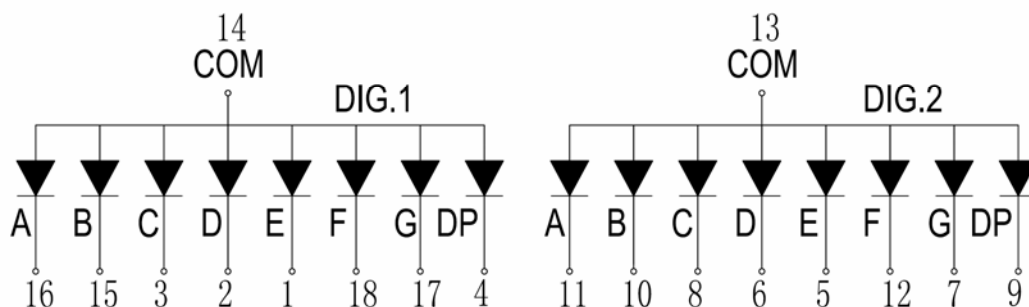 14 13
COM COM
DIG.1 DIG.2
A B C D E F G DP A B C D E F G DP
16 15 3 2 1 18 17 4 11 10 8 6 5 12 7 9